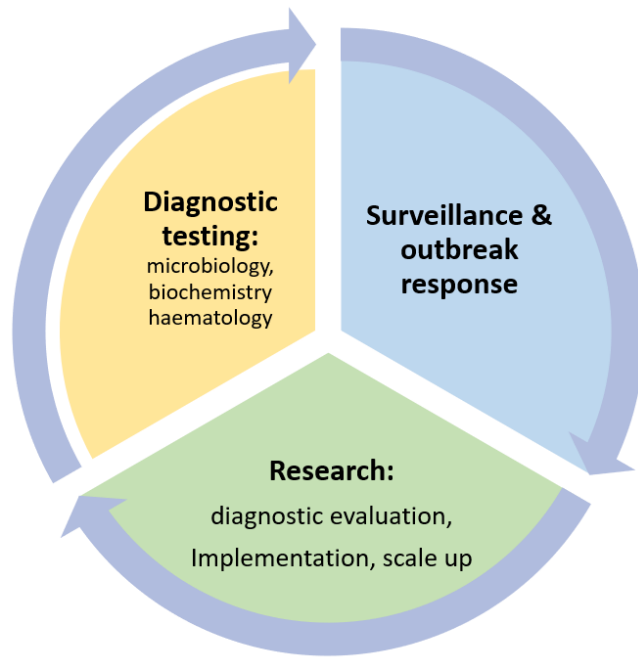 Diagnostic
testing:
microbiology,
biochemistry
haematology
Surveillance &
outbreak
response
Research:
diagnostic evaluation,
Implementation, scale up